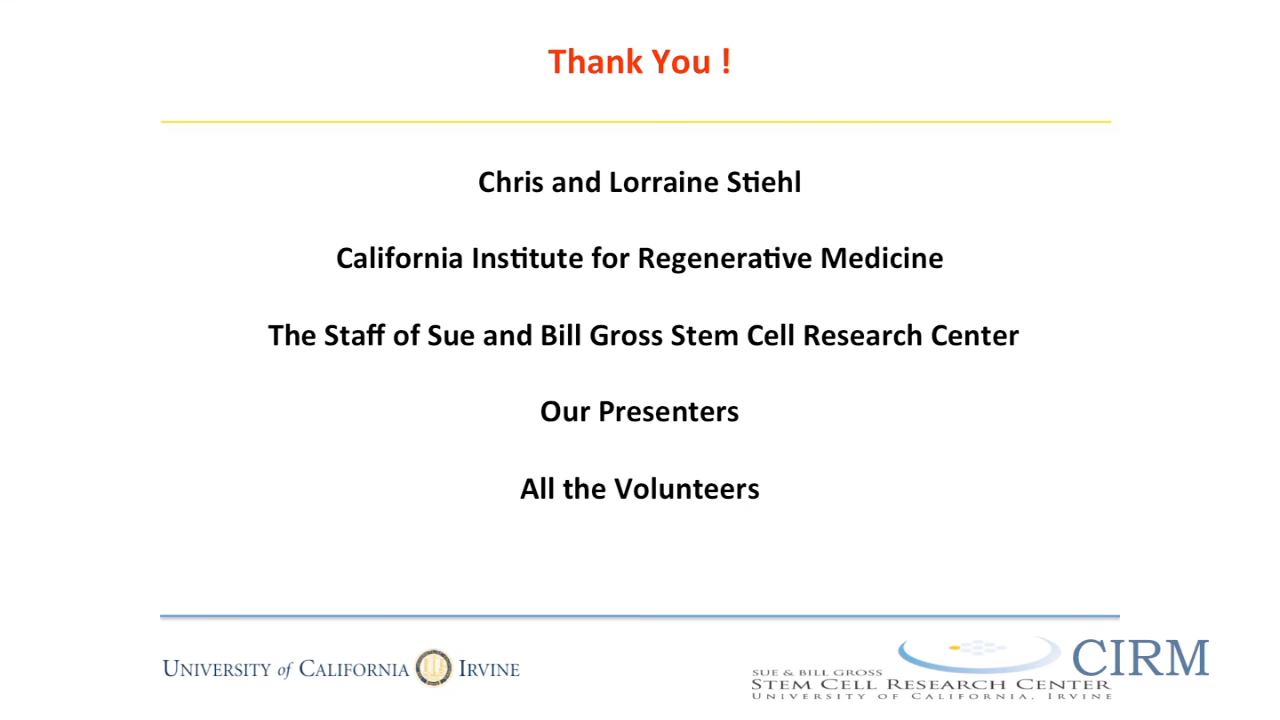 Thank You !
Chris and Lorraine Stiehl
California Institute for Regenerative Medicine
The Staff of Sue and Bill Gross Stem Cell Research Center
Our Presenters
All the Volunteers
University of California Irvine
SUE & BILL GROSS
STEM CELL RESEARCH CENTER
UNIVERSITY OF CALIFORNIA, IRVINE
CIRM